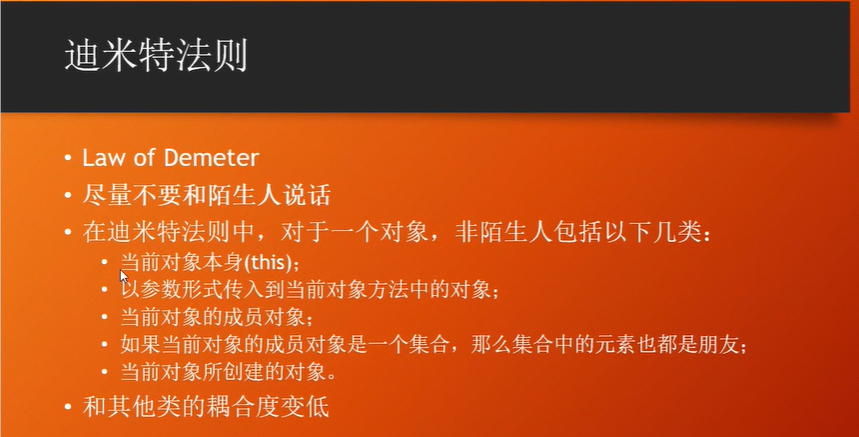 迪米特法则
• Law of Demeter
• 尽量不要和陌生人说话
• 在迪米特法则中，对于一个对象，非陌生人包括以下几类：
• 当前对象本身(this)；
• 以参数形式传入到当前对象方法中的对象；
• 当前对象的成员对象；
• 如果当前对象的成员对象是一个集合，那么集合中的元素也都是朋友；
• 当前对象所创建的对象。
• 和其他类的耦合度变低